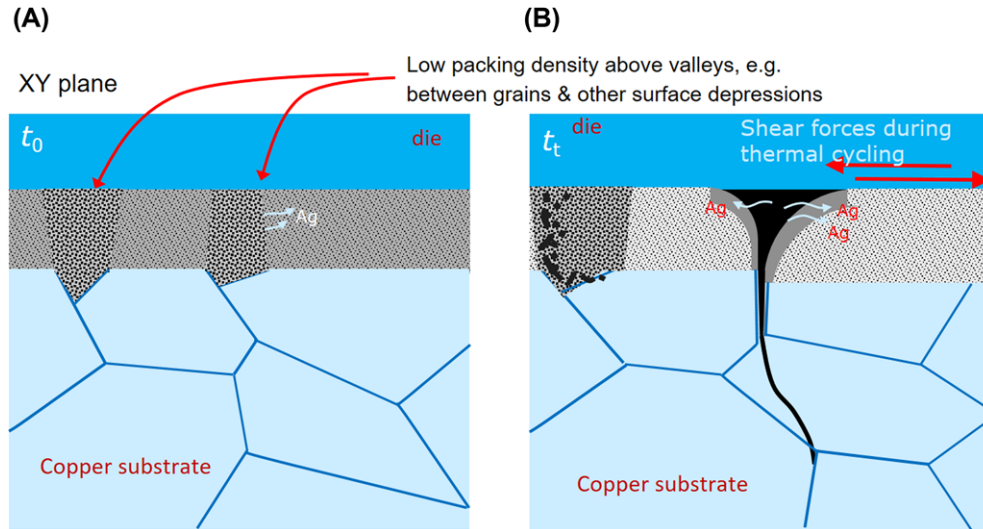 (A)
(B)
XY plane
Low packing density above valleys, e.g.
between grains & other surface depressions
t0
die
Ag
Copper substrate
tt
die
Shear forces during
thermal cycling
Ag
Ag
Ag
Copper substrate